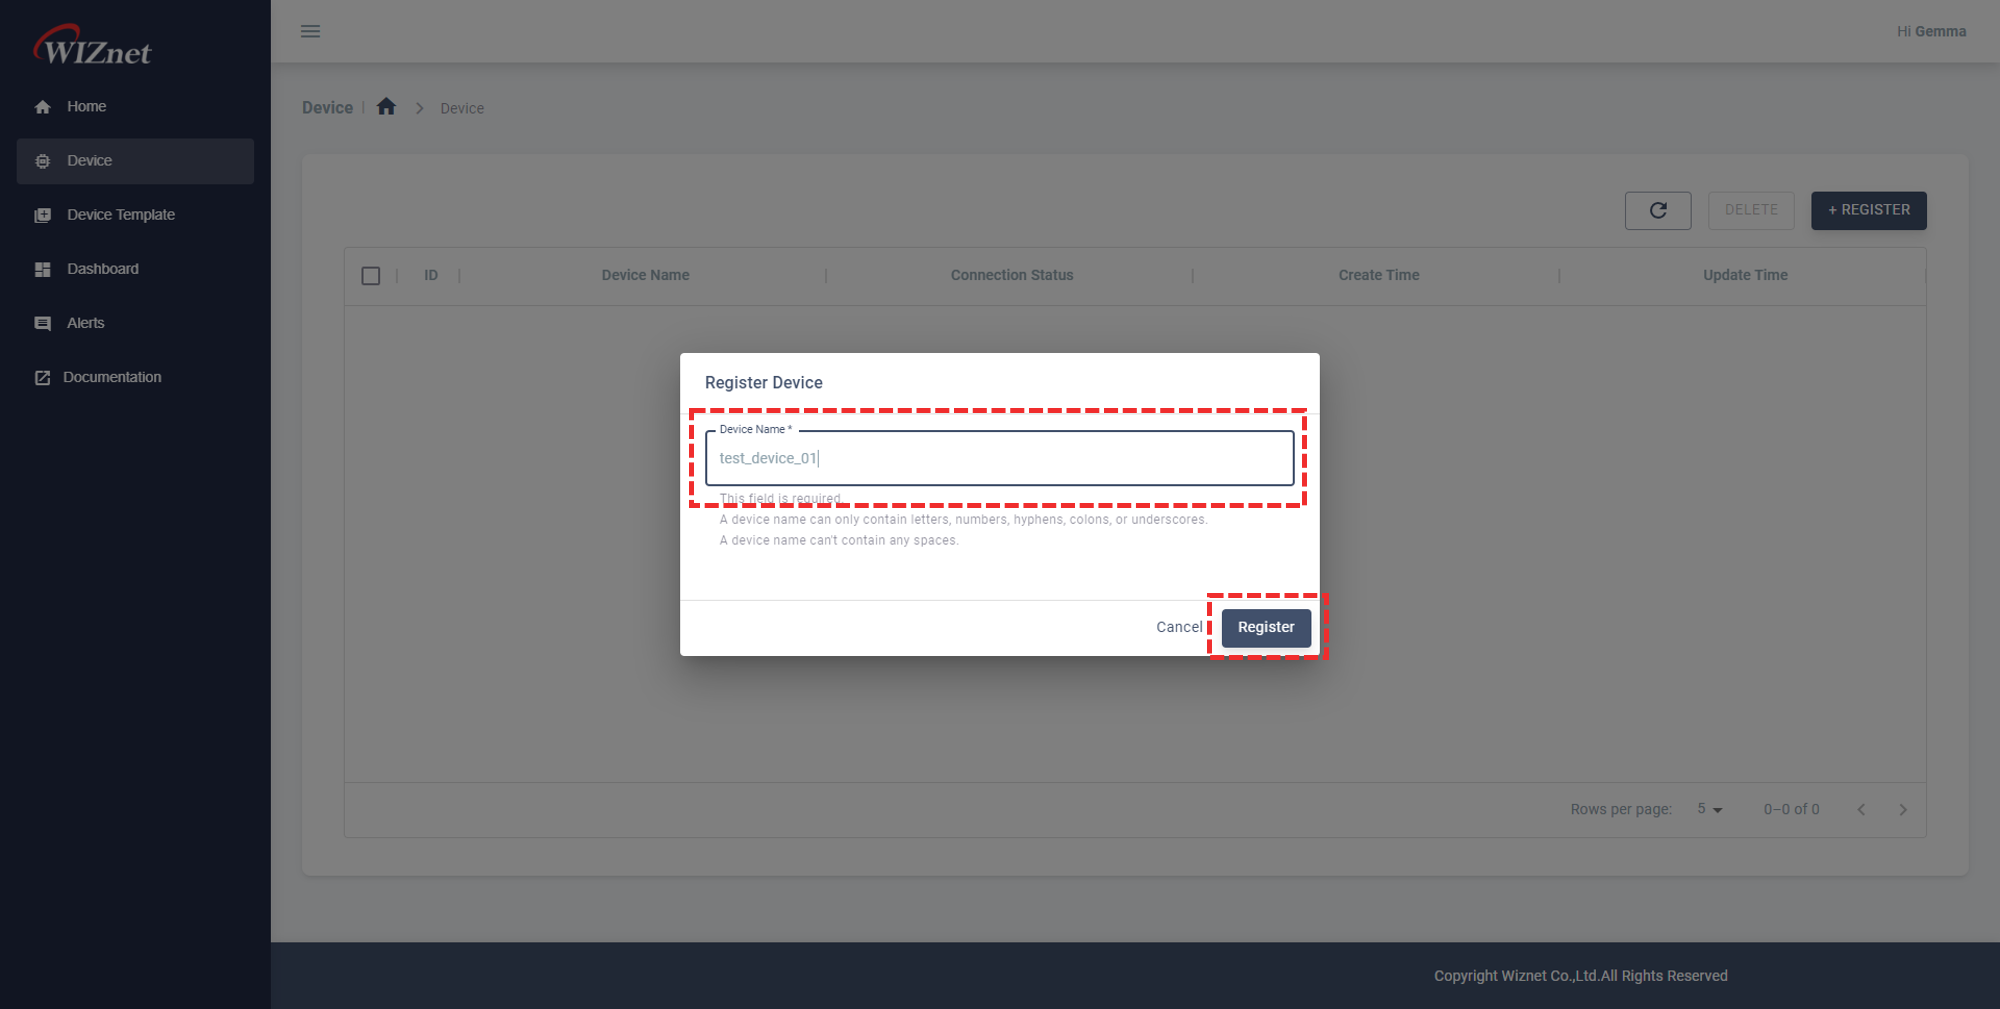 WIZnet
Hi Gemma
Home
Device
Device Template
Dashboard
Alerts
Documentation
Device | Device
DELETE
+ REGISTER
ID
Device Name
Connection Status
Create Time
Update Time
Register Device
Device Name *
test_device_01
This field is required.
A device name can only contain letters, numbers, hyphens, colons, or underscores.
A device name can't contain any spaces.
Cancel
Register
Rows per page: 5
0–0 of 0
Copyright Wiznet Co.,Ltd.All Rights Reserved